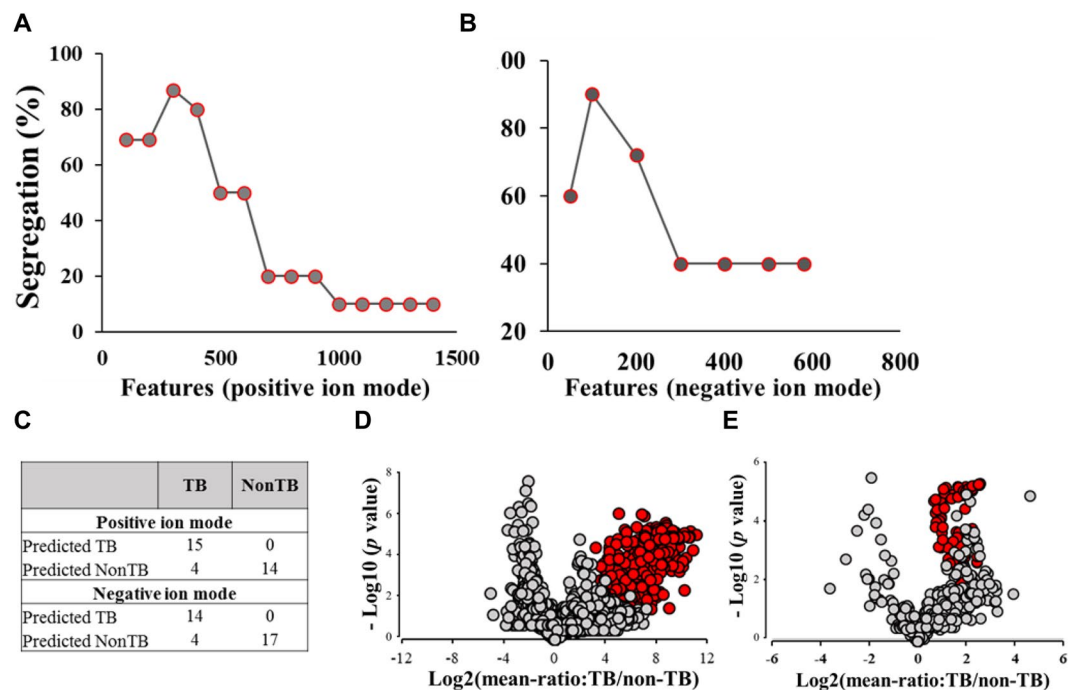 A
B
Segregation (%)
100
80
60
40
20
0
0 500 1000 1500
Features (positive ion mode)
00
80
60
40
20
0 200 400 600 800
Features (negative ion mode)
C
TB NonTB
Positive ion mode
Predicted TB 15 0
Predicted NonTB 4 14
Negative ion mode
Predicted TB 14 0
Predicted NonTB 4 17
D
- Log10 (p value)
8
6
4
2
0
-12 -8 -4 0 4 8 12
Log2(mean-ratio:TB/non-TB)
E
- Log10 (p value)
6
4
2
0
-6 -4 -2 0 2 4 6
Log2(mean-ratio:TB/non-TB)